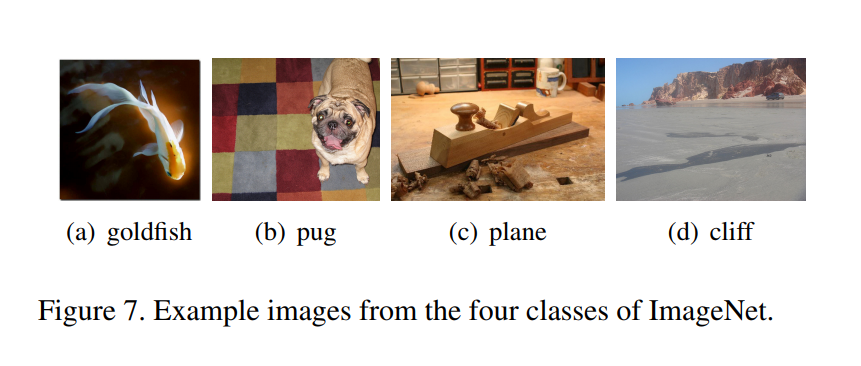 (a) goldfish
(b) pug
(c) plane
(d) cliff
Figure 7. Example images from the four classes of ImageNet.